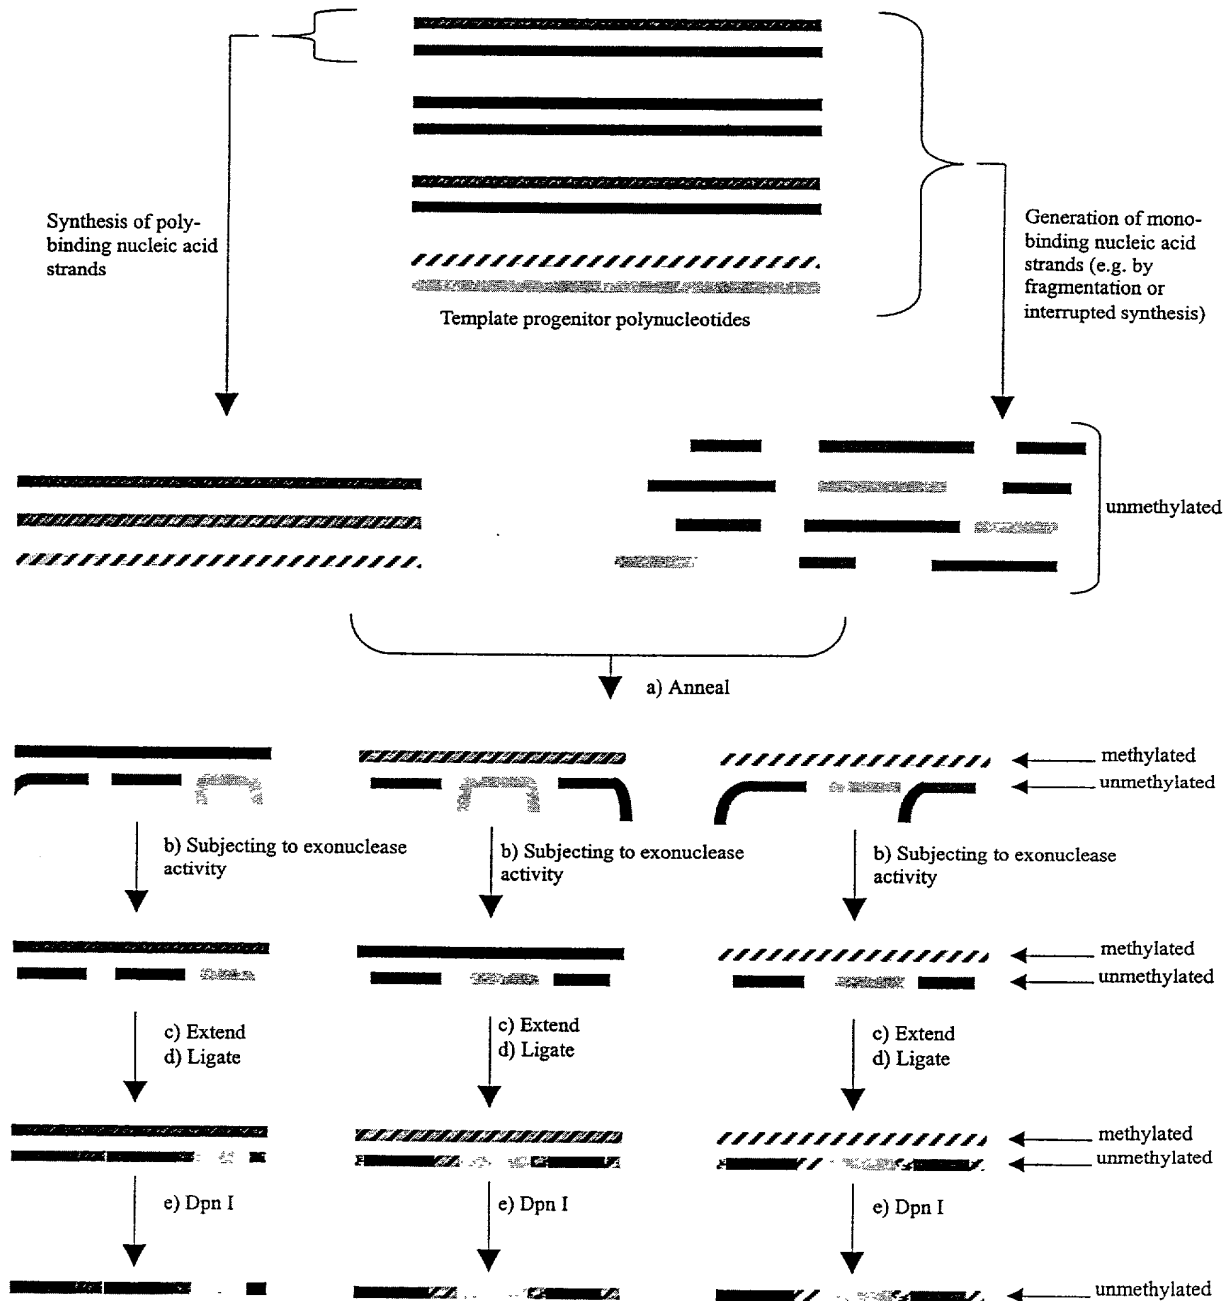 Synthesis of poly-
binding nucleic acid
strands
Generation of mono-
binding nucleic acid
strands (e.g. by
fragmentation or
interrupted synthesis)
Template progenitor polynucleotides
unmethylated
a) Anneal
methylated
unmethylated
b) Subjecting to exonuclease
activity
b) Subjecting to exonuclease
activity
b) Subjecting to exonuclease
activity
methylated
unmethylated
c) Extend
d) Ligate
c) Extend
d) Ligate
c) Extend
d) Ligate
methylated
unmethylated
e) Dpn I
e) Dpn I
e) Dpn I
unmethylated